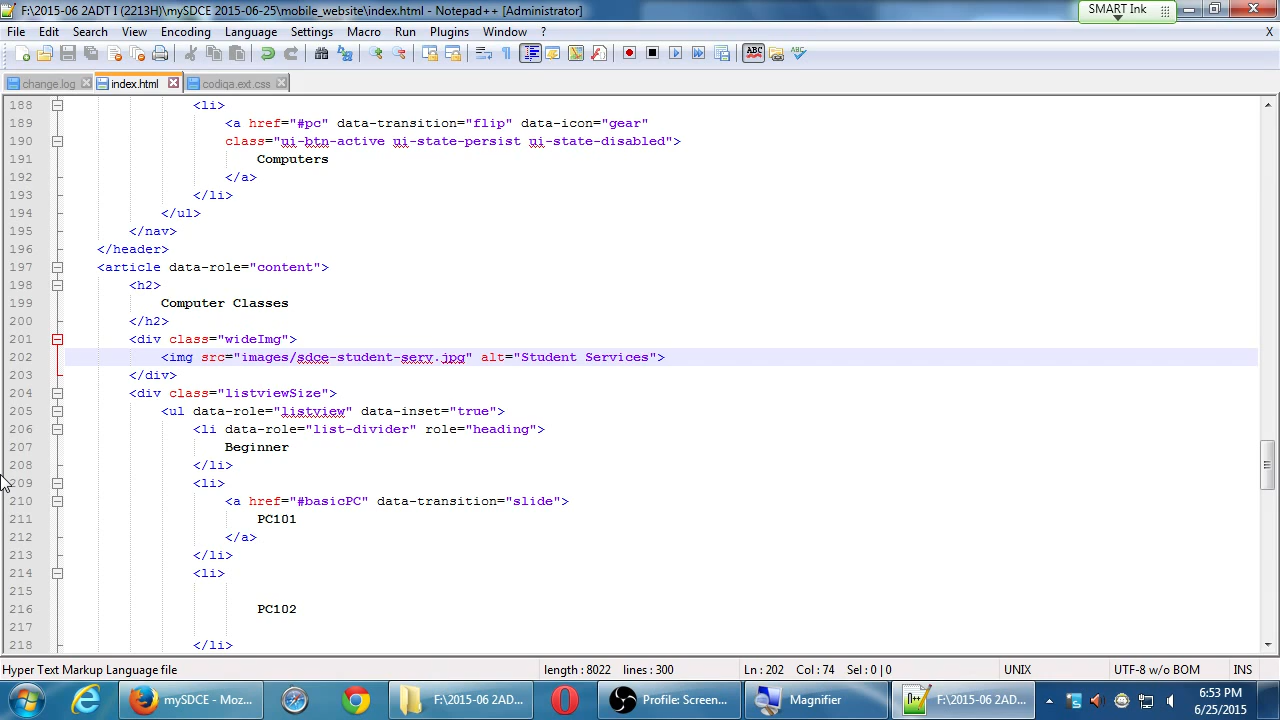 F:\2015-06 2ADT I (2213H)\mySDCE 2015-06-25\mobile_website\index.html - Notepad++ [Administrator]
SMART Ink
File Edit Search View Encoding Language Settings Macro Run Plugins Window ? X
ABC ABC
change.log index.html codiqa.ext.css
188 <li>
189 <a href="#pc" data-transition="flip" data-icon="gear"
190 class="ui-btn-active ui-state-persist ui-state-disabled">
191 Computers
192 </a>
193 </li>
194 </ul>
195 </nav>
196 </header>
197 <article data-role="content">
198 <h2>
199 Computer Classes
200 </h2>
201 <div class="wideImg">
202 <img src="images/sdce-student-serv.jpg" alt="Student Services">
203 </div>
204 <div class="listviewSize">
205 <ul data-role="listview" data-inset="true">
206 <li data-role="list-divider" role="heading">
207 Beginner
208 </li>
209 <li>
210 <a href="#basicPC" data-transition="slide">
211 PC101
212 </a>
213 </li>
214 <li>
215
216 PC102
217
218 </li>
Hyper Text Markup Language file length : 8022 lines : 300 Ln : 202 Col : 74 Sel : 0 | 0 UNIX UTF-8 w/o BOM INS
mySDCE - Moz... F:\2015-06 2AD... Profile: Screen... Magnifier F:\2015-06 2AD... 6:53 PM
6/25/2015